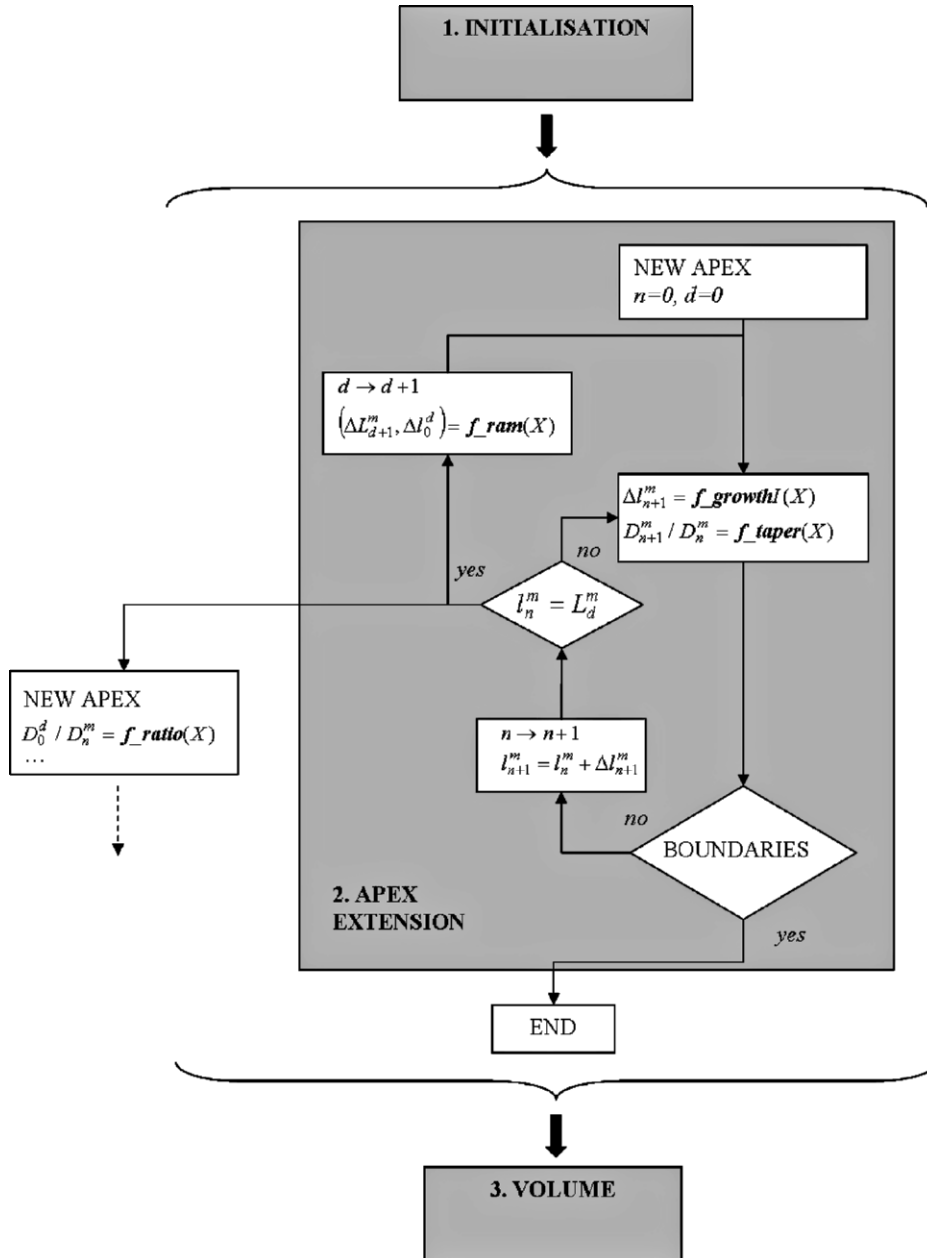 1. INITIALISATION
NEW APEX
n=0, d=0
d → d+1
(ΔL^m_{d+1}, Δl^d_0) = f_ram(X)
Δl^m_{n+1} = f_growthI(X)
D^m_{n+1} / D^m_n = f_taper(X)
no
yes
l^m_n = L^m_d
NEW APEX
D^d_0 / D^m_n = f_ratio(X)
...
n → n+1
l^m_{n+1} = l^m_n + Δl^m_{n+1}
no
BOUNDARIES
2. APEX
EXTENSION
yes
END
3. VOLUME